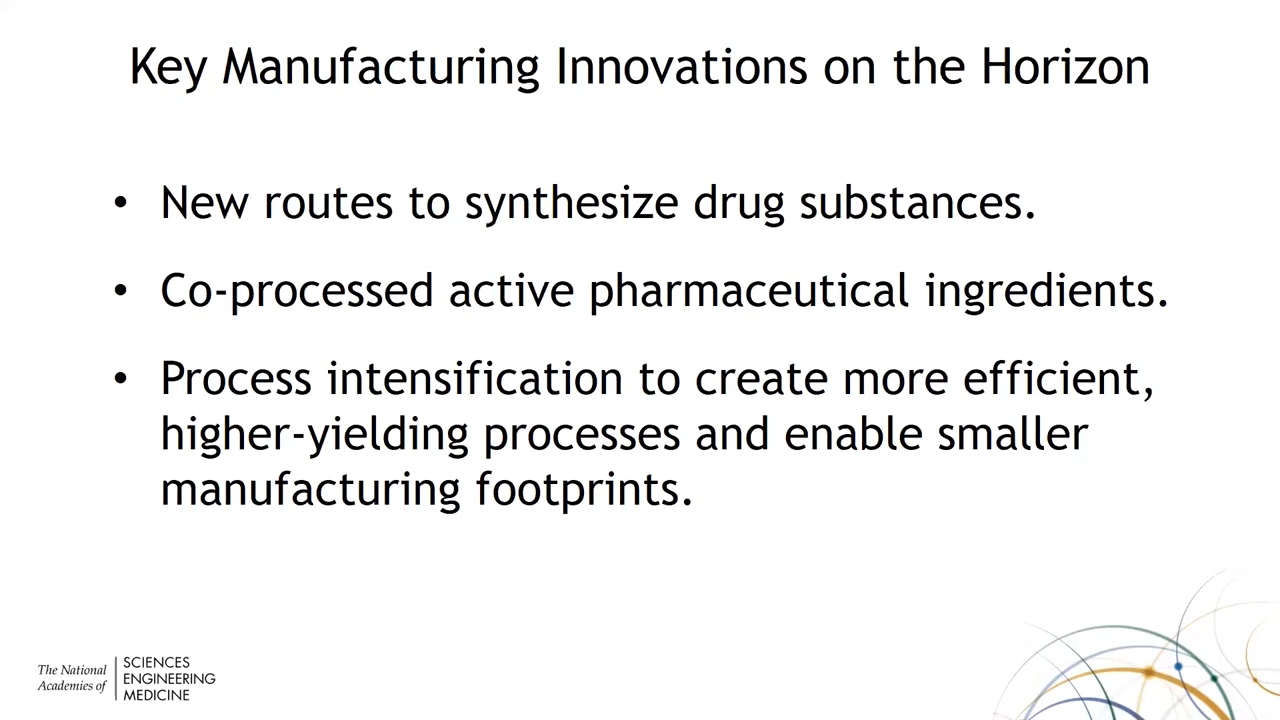 Key Manufacturing Innovations on the Horizon
• New routes to synthesize drug substances.
• Co-processed active pharmaceutical ingredients.
• Process intensification to create more efficient,
higher-yielding processes and enable smaller
manufacturing footprints.
The National
Academies of
SCIENCES
ENGINEERING
MEDICINE